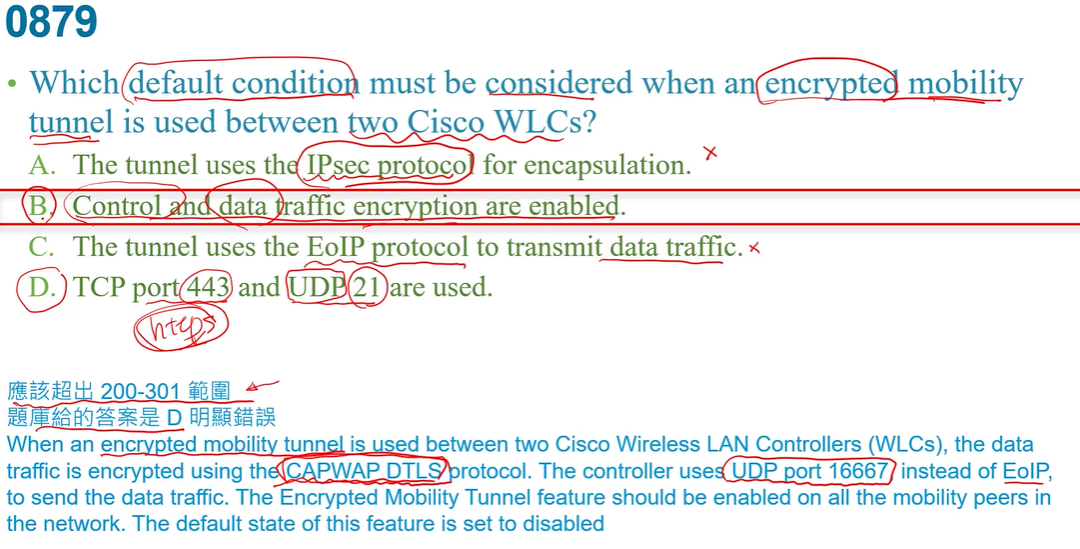 0879
• Which default condition must be considered when an encrypted mobility
tunnel is used between two Cisco WLCs?
A. The tunnel uses the IPsec protocol for encapsulation. ×
B. Control and data traffic encryption are enabled.
C. The tunnel uses the EoIP protocol to transmit data traffic. ×
D. TCP port 443 and UDP 21 are used.
https
應該超出 200-301 範圍
題庫給的答案是 D 明顯錯誤
When an encrypted mobility tunnel is used between two Cisco Wireless LAN Controllers (WLCs), the data
traffic is encrypted using the CAPWAP DTLS protocol. The controller uses UDP port 16667 instead of EoIP,
to send the data traffic. The Encrypted Mobility Tunnel feature should be enabled on all the mobility peers in
the network. The default state of this feature is set to disabled